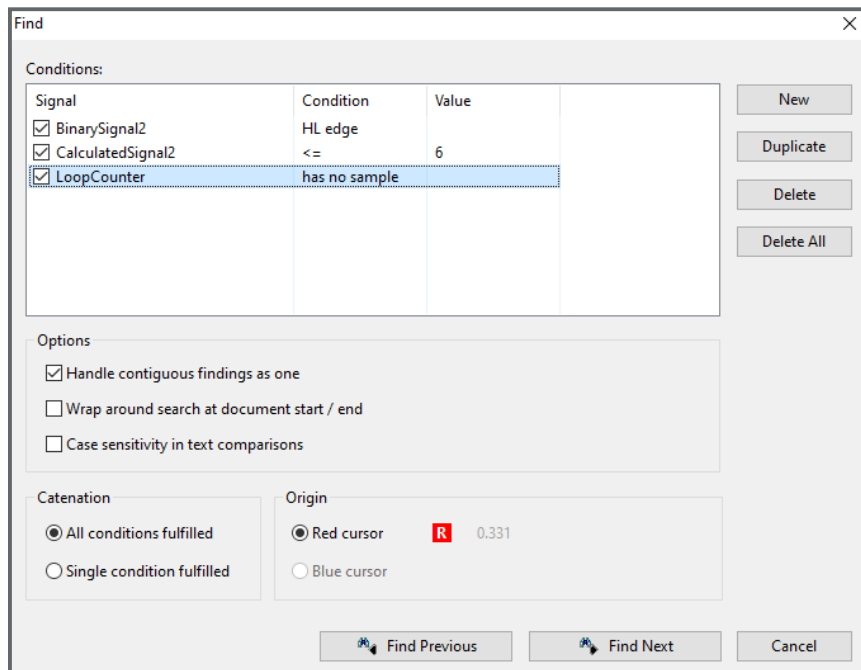 Find
Conditions:
Signal Condition Value
BinarySignal2 HL edge
CalculatedSignal2 <= 6
LoopCounter has no sample
New
Duplicate
Delete
Delete All
Options
Handle contiguous findings as one
Wrap around search at document start / end
Case sensitivity in text comparisons
Catenation
All conditions fulfilled
Single condition fulfilled
Origin
Red cursor R 0.331
Blue cursor
Find Previous
Find Next
Cancel